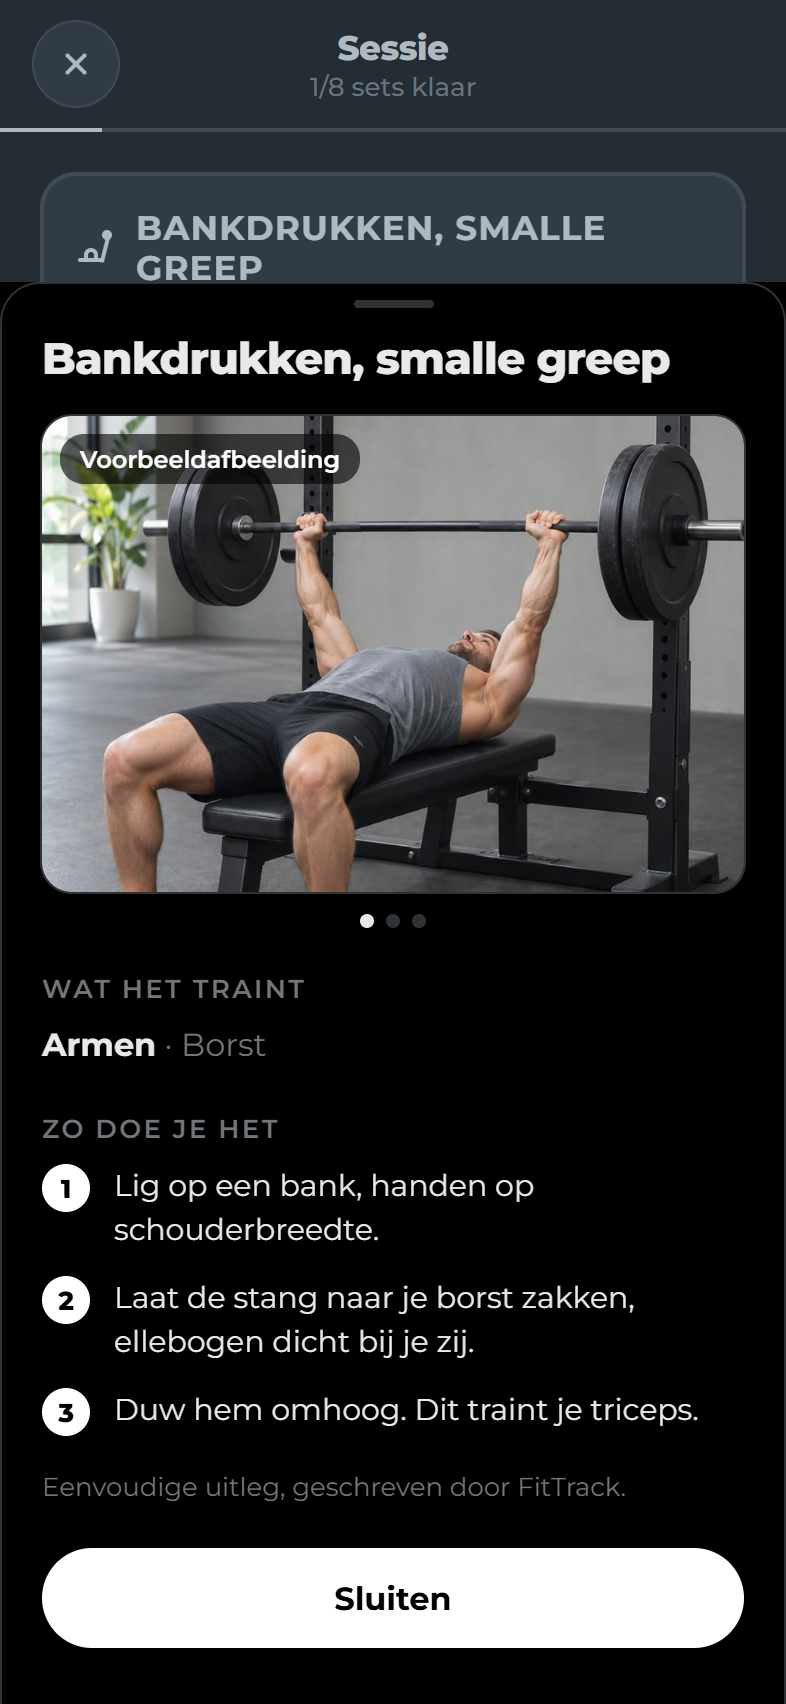 Sessie
1/8 sets klaar
BANKDRUKKEN, SMALLE
GREEP
Bankdrukken, smalle greep
Voorbeeldafbeelding
WAT HET TRAINT
Armen · Borst
ZO DOE JE HET
1 Lig op een bank, handen op
schouderbreedte.
2 Laat de stang naar je borst zakken,
ellebogen dicht bij je zij.
3 Duw hem omhoog. Dit traint je triceps.
Eenvoudige uitleg, geschreven door FitTrack.
Sluiten